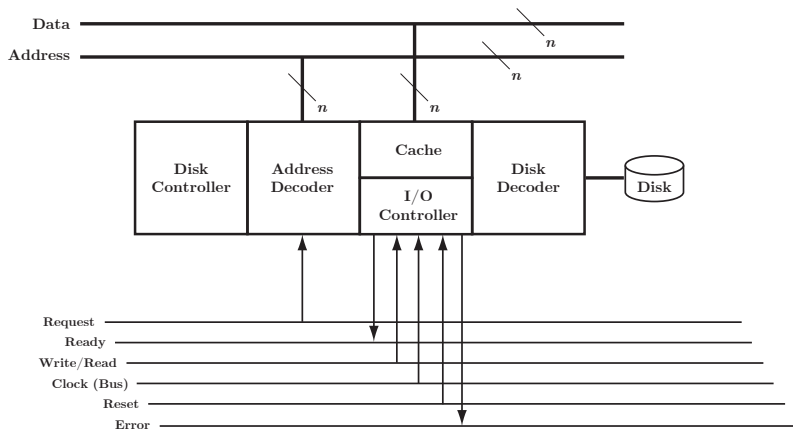 Data
n
Address
n
n
n
Disk
Controller
Address
Decoder
Cache
I/O
Controller
Disk
Decoder
Disk
Request
Ready
Write/Read
Clock (Bus)
Reset
Error